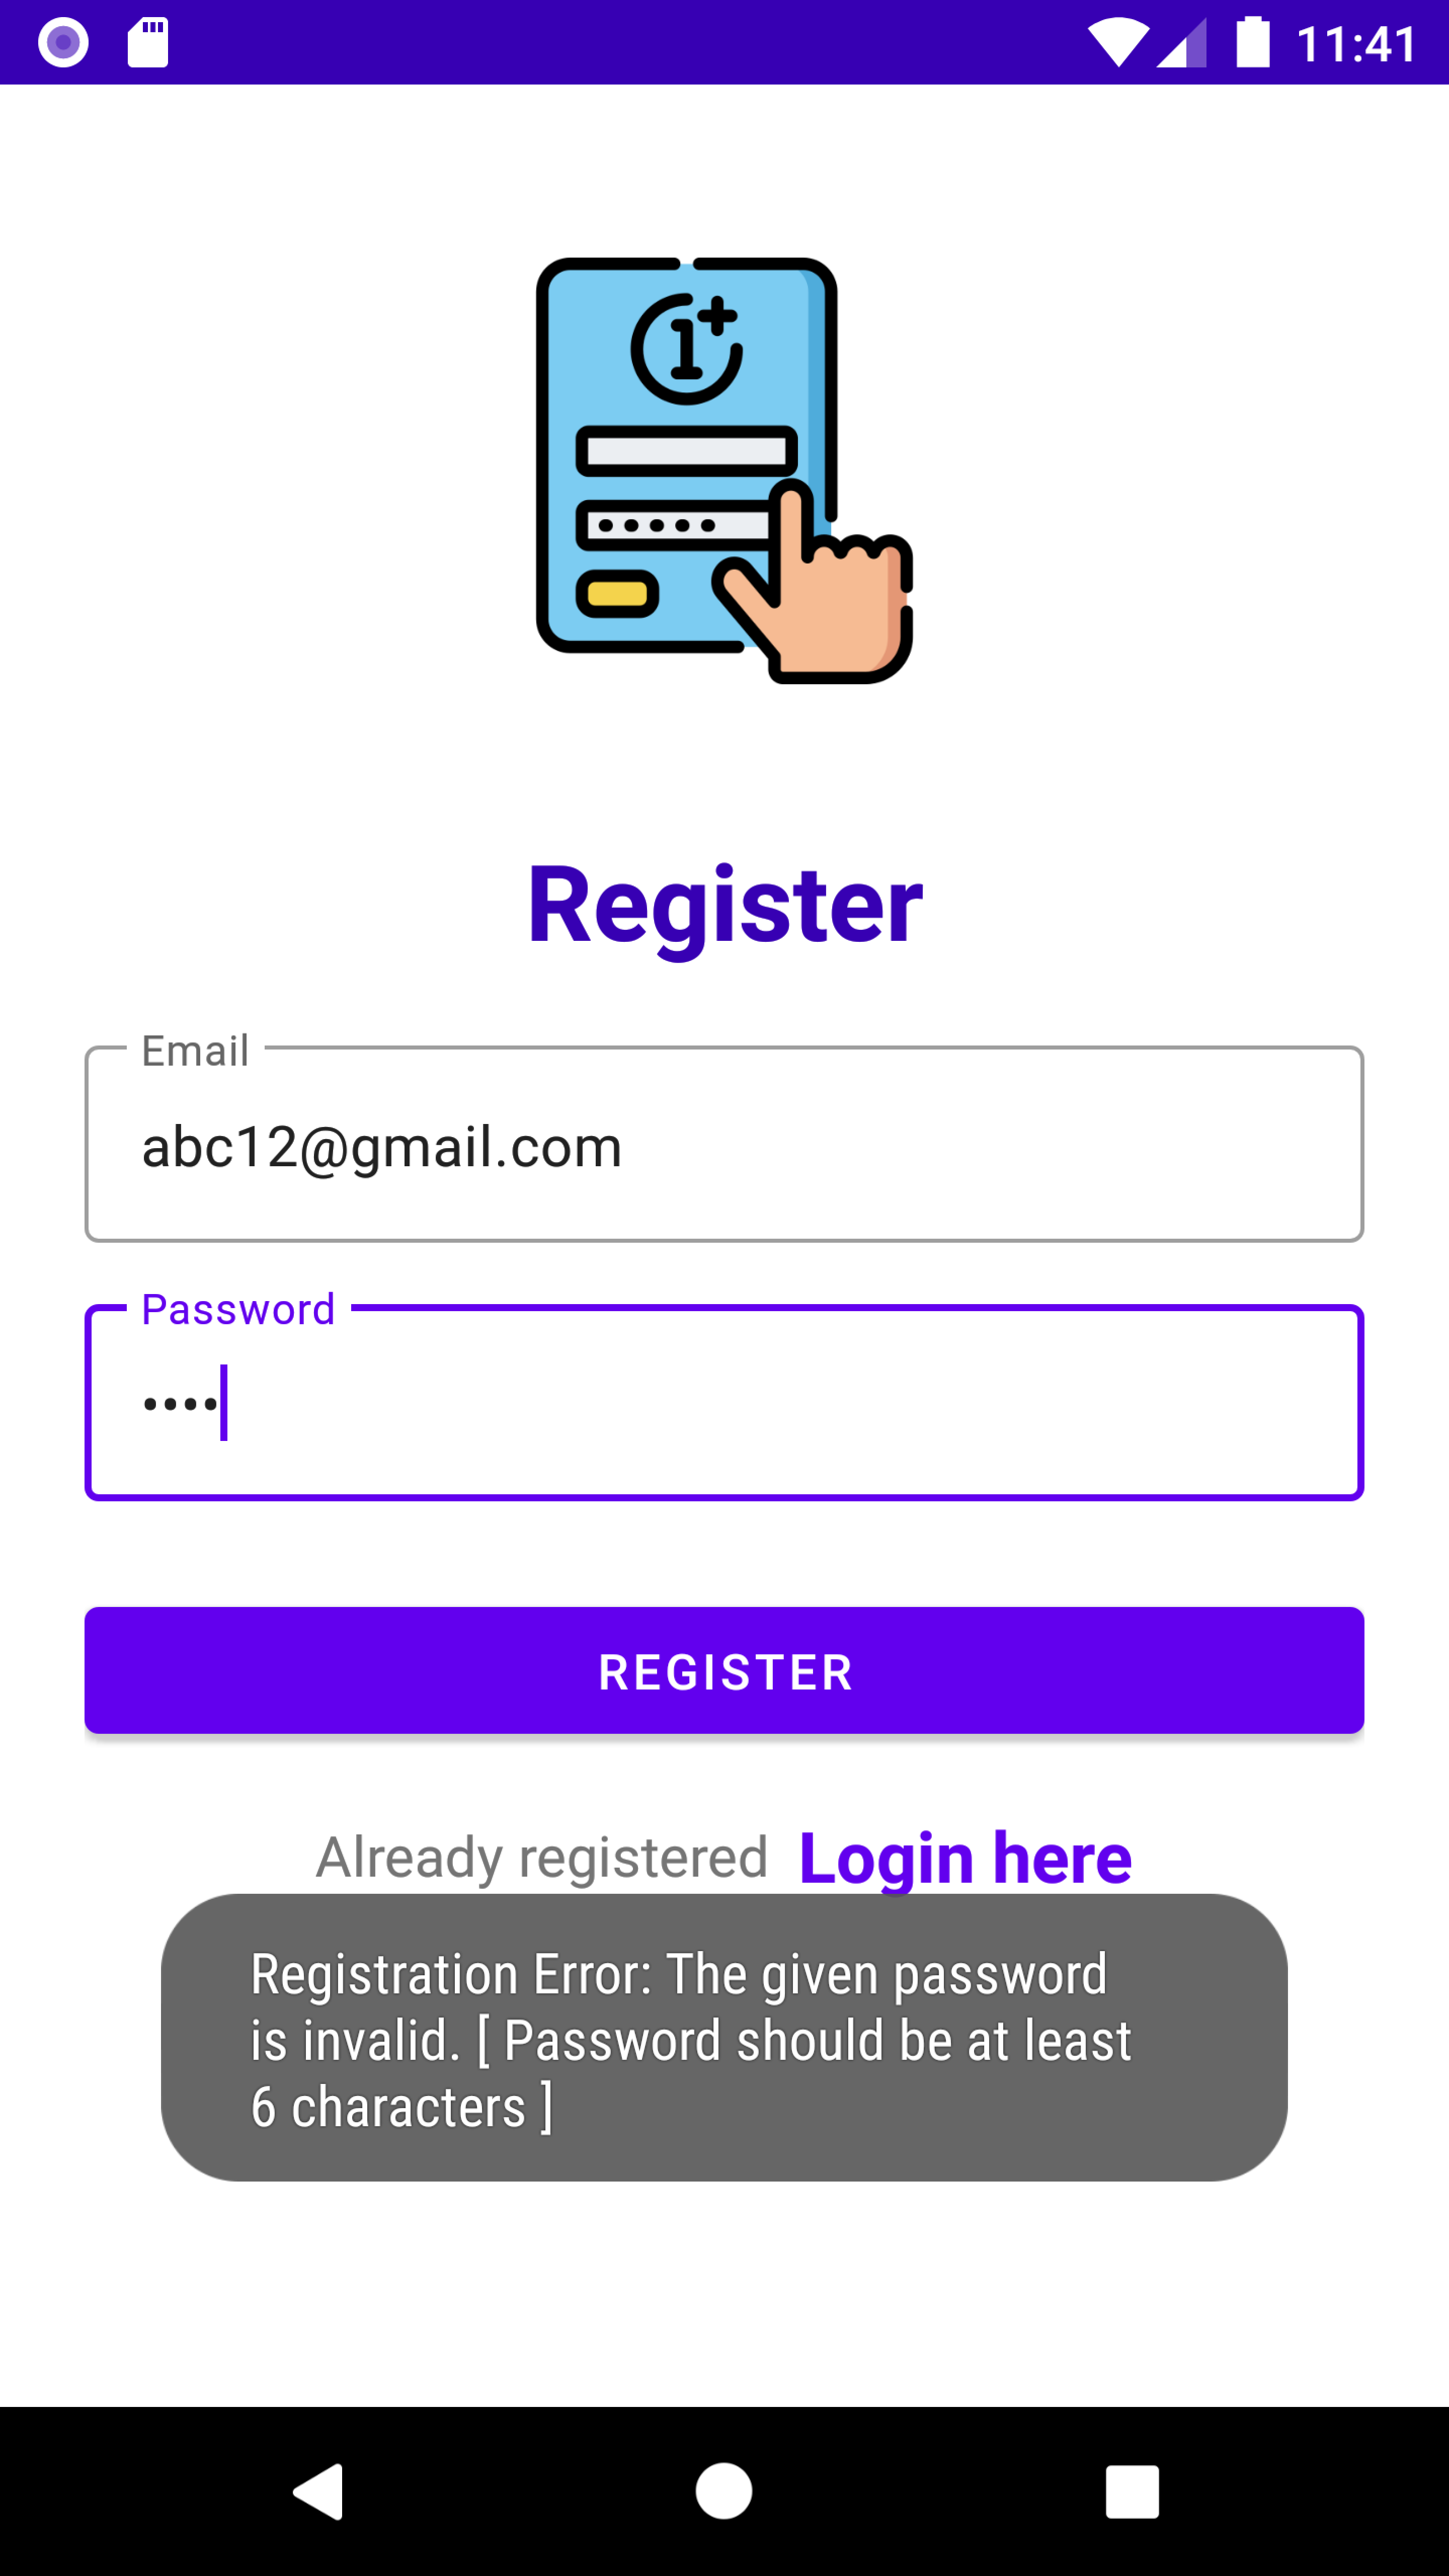 11:41
1+
Register
Email
abc12@gmail.com
Password
••••
REGISTER
Already registered Login here
Registration Error: The given password
is invalid. [ Password should be at least
6 characters ]